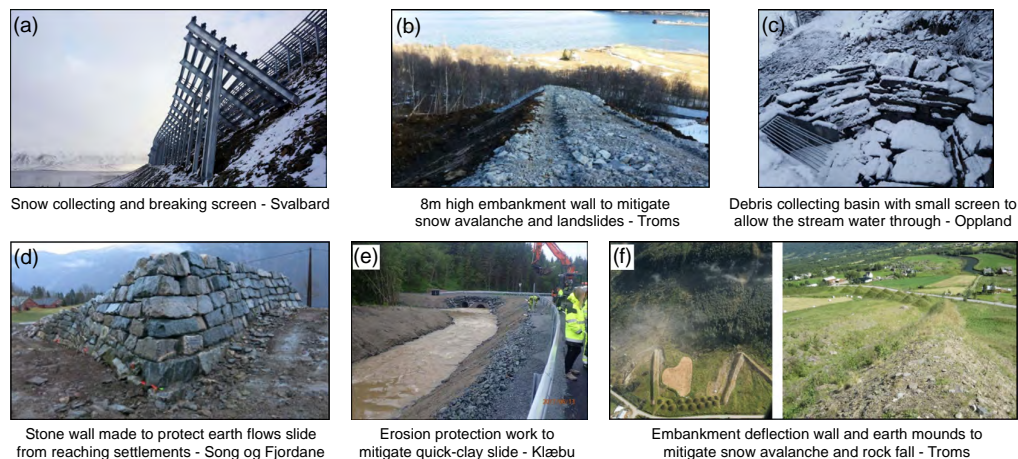 (a)
Snow collecting and breaking screen - Svalbard
(b)
8m high embankment wall to mitigate
snow avalanche and landslides - Troms
(c)
Debris collecting basin with small screen to
allow the stream water through - Oppland
(d)
Stone wall made to protect earth flows slide
from reaching settlements - Song og Fjordane
(e)
Erosion protection work to
mitigate quick-clay slide - Klæbu
(f)
Embankment deflection wall and earth mounds to
mitigate snow avalanche and rock fall - Troms